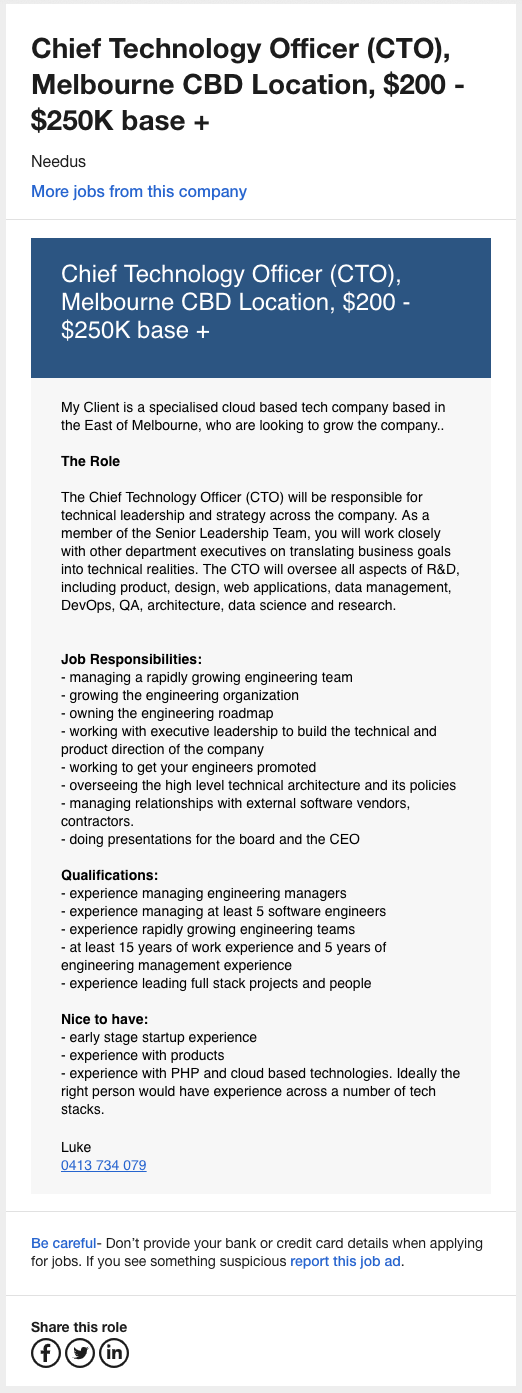 Chief Technology Officer (CTO),
Melbourne CBD Location, $200 -
$250K base +
Needus
More jobs from this company
Chief Technology Officer (CTO),
Melbourne CBD Location, $200 -
$250K base +
My Client is a specialised cloud based tech company based in
the East of Melbourne, who are looking to grow the company..
The Role
The Chief Technology Officer (CTO) will be responsible for
technical leadership and strategy across the company. As a
member of the Senior Leadership Team, you will work closely
with other department executives on translating business goals
into technical realities. The CTO will oversee all aspects of R&D,
including product, design, web applications, data management,
DevOps, QA, architecture, data science and research.
Job Responsibilities:
- managing a rapidly growing engineering team
- growing the engineering organization
- owning the engineering roadmap
- working with executive leadership to build the technical and
product direction of the company
- working to get your engineers promoted
- overseeing the high level technical architecture and its policies
- managing relationships with external software vendors,
contractors.
- doing presentations for the board and the CEO
Qualifications:
- experience managing engineering managers
- experience managing at least 5 software engineers
- experience rapidly growing engineering teams
- at least 15 years of work experience and 5 years of
engineering management experience
- experience leading full stack projects and people
Nice to have:
- early stage startup experience
- experience with products
- experience with PHP and cloud based technologies. Ideally the
right person would have experience across a number of tech
stacks.
Luke
0413 734 079
Be careful- Don't provide your bank or credit card details when applying
for jobs. If you see something suspicious report this job ad.
Share this role